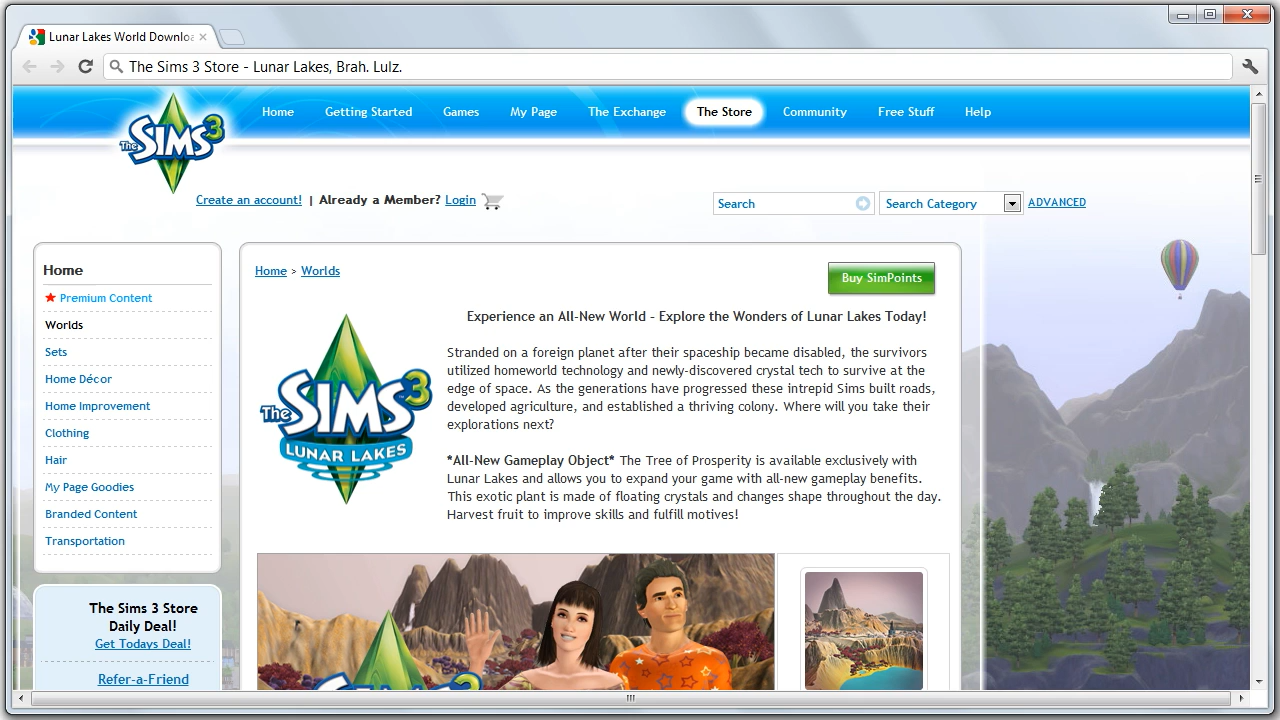 Lunar Lakes World Downlo
The Sims 3 Store - Lunar Lakes, Brah. Lulz.
Home
Getting Started
Games
My Page
The Exchange
The Store
Community
Free Stuff
Help
The SIMS 3
Create an account! | Already a Member? Login
Search
Search Category
ADVANCED
Home
Premium Content
Worlds
Sets
Home Décor
Home Improvement
Clothing
Hair
My Page Goodies
Branded Content
Transportation
The Sims 3 Store
Daily Deal!
Get Todays Deal!
Refer-a-Friend
Home > Worlds
Buy SimPoints
The SIMS 3
LUNAR LAKES
Experience an All-New World - Explore the Wonders of Lunar Lakes Today!
Stranded on a foreign planet after their spaceship became disabled, the survivors
utilized homeworld technology and newly-discovered crystal tech to survive at the
edge of space. As the generations have progressed these intrepid Sims built roads,
developed agriculture, and established a thriving colony. Where will you take their
explorations next?
*All-New Gameplay Object* The Tree of Prosperity is available exclusively with
Lunar Lakes and allows you to expand your game with all-new gameplay benefits.
This exotic plant is made of floating crystals and changes shape throughout the day.
Harvest fruit to improve skills and fulfill motives!